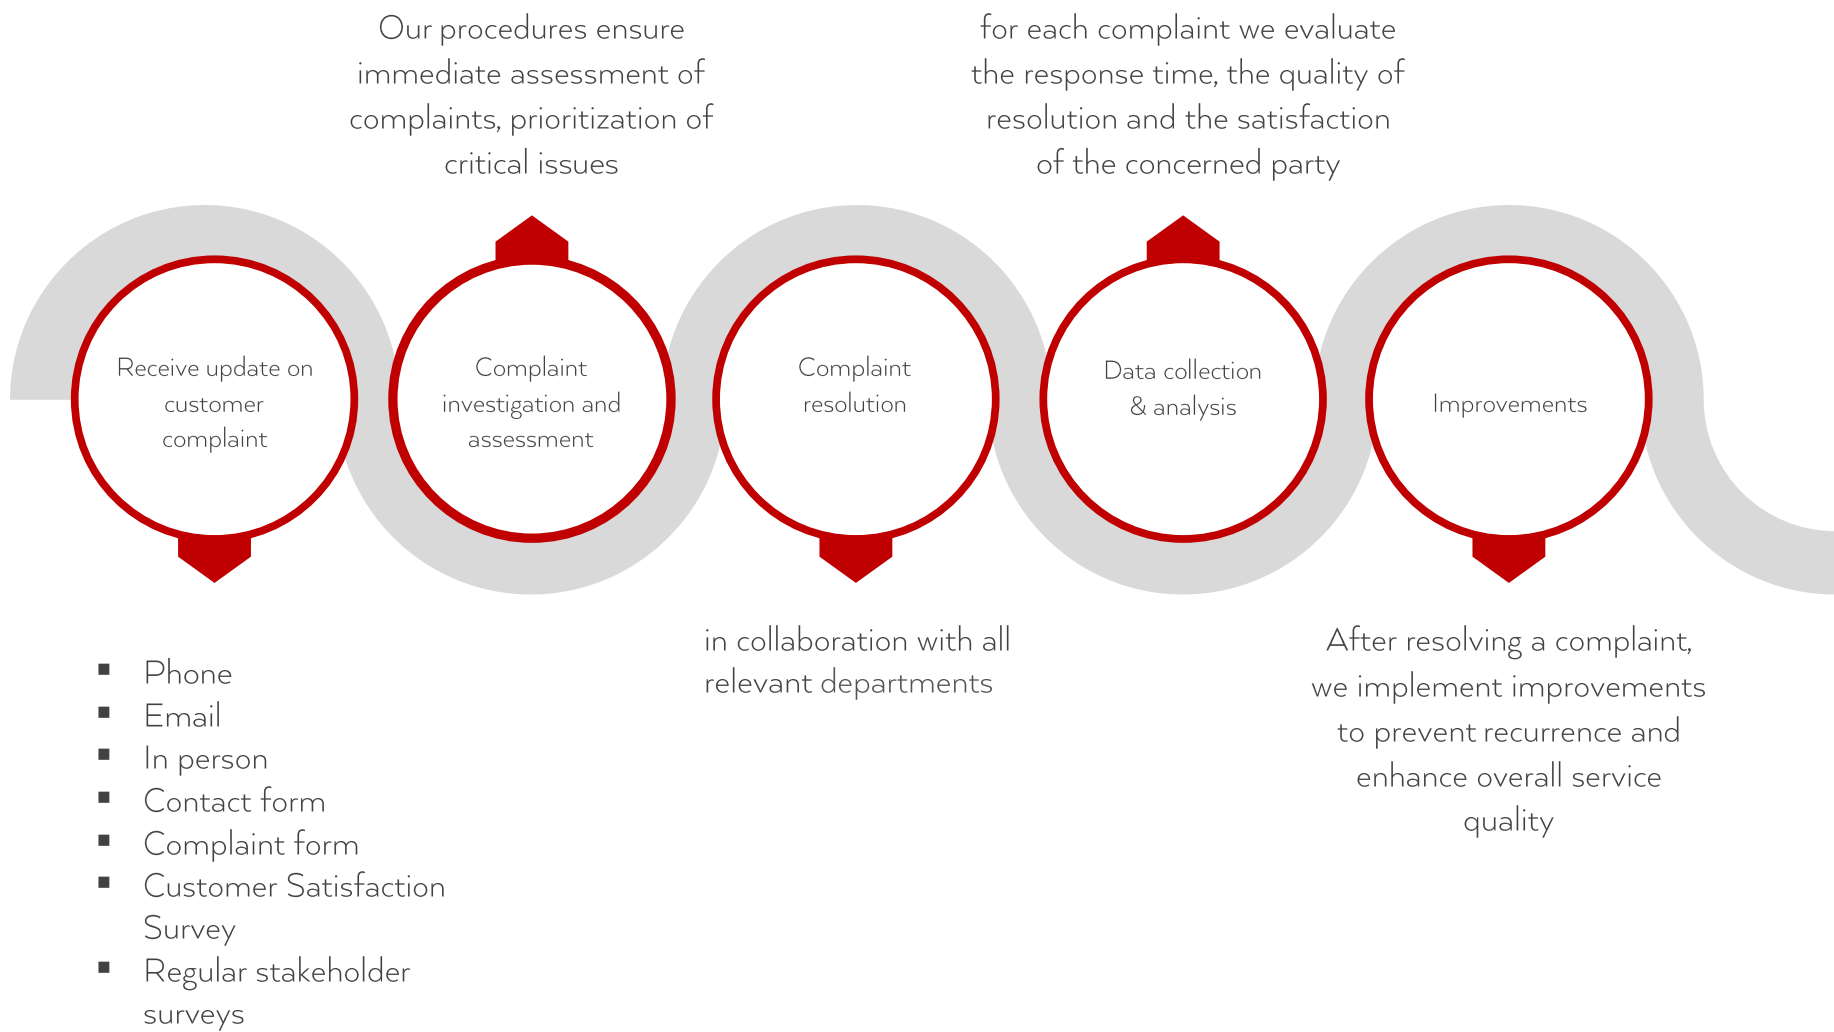 Our procedures ensure
immediate assessment of
complaints, prioritization of
critical issues
for each complaint we evaluate
the response time, the quality of
resolution and the satisfaction
of the concerned party
Receive update on
customer
complaint
Complaint
investigation and
assessment
Complaint
resolution
Data collection
& analysis
Improvements
▪ Phone
▪ Email
▪ In person
▪ Contact form
▪ Complaint form
▪ Customer Satisfaction
Survey
▪ Regular stakeholder
surveys
in collaboration with all
relevant departments
After resolving a complaint,
we implement improvements
to prevent recurrence and
enhance overall service
quality